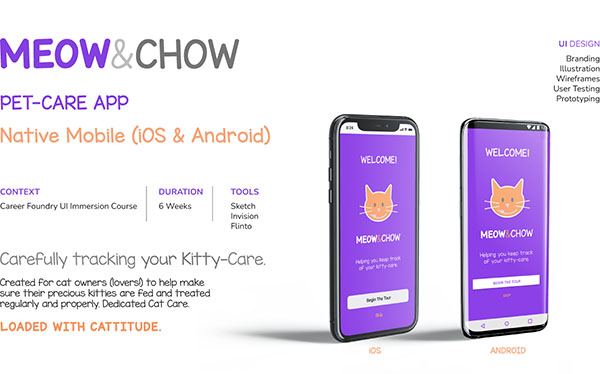 MEOW&CHOW
PET-CARE APP
Native Mobile (iOS & Android)
UI DESIGN
Branding
Illustration
Wireframes
User Testing
Prototyping
CONTEXT
Career Foundry UI Immersion Course
DURATION
6 Weeks
TOOLS
Sketch
Invision
Flinto
Carefully tracking your Kitty-Care.
Created for cat owners (lovers!) to help make
sure their precious kitties are fed and treated
regularly and properly. Dedicated Cat Care.
LOADED WITH CATTITUDE.
8:24
WELCOME!
MEOW&CHOW
Helping you keep track
of your kitty-care.
Begin The Tour
Skip
iOS
WELCOME!
MEOW&CHOW
Helping you keep track
of your kitty-care.
BEGIN THE TOUR
SKIP
ANDROID